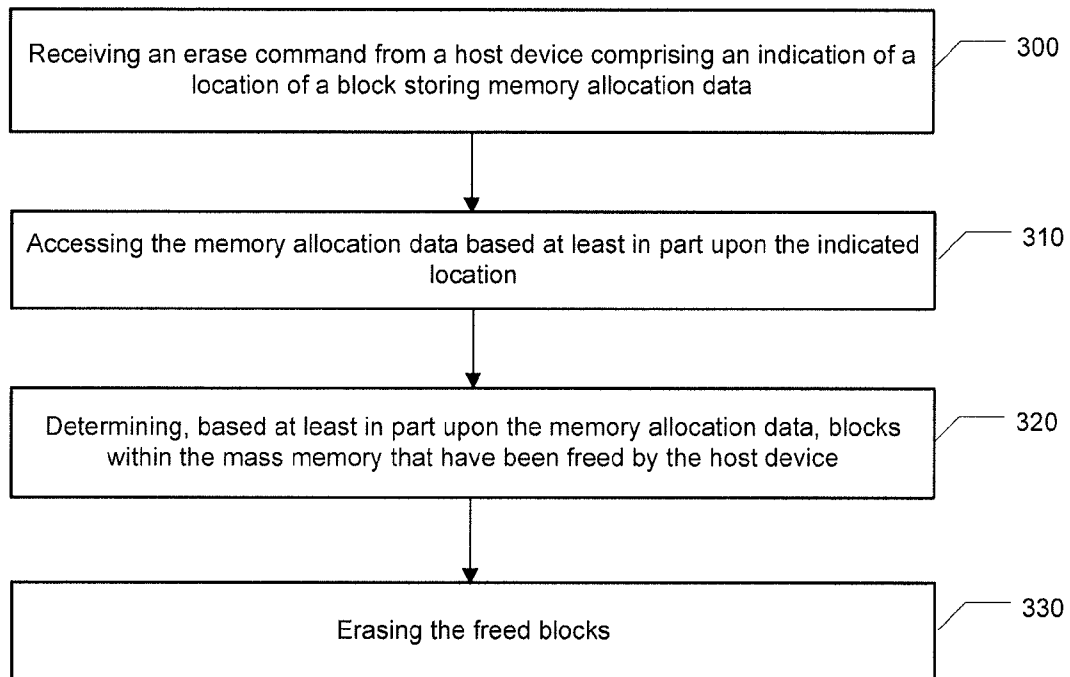 Receiving an erase command from a host device comprising an indication of a
location of a block storing memory allocation data
300
Accessing the memory allocation data based at least in part upon the indicated
location
310
Determining, based at least in part upon the memory allocation data, blocks
within the mass memory that have been freed by the host device
320
Erasing the freed blocks
330